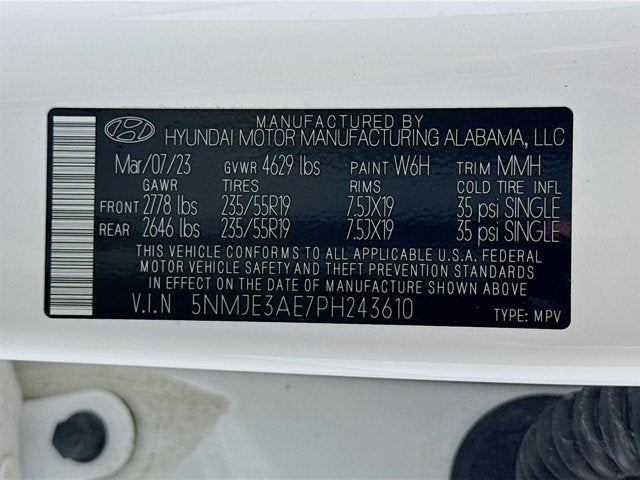 MANUFACTURED BY
HYUNDAI MOTOR MANUFACTURING ALABAMA, LLC
Mar/07/23 GVWR 4629 lbs PAINT W6H TRIM MMH
GAWR TIRES RIMS COLD TIRE INFL
FRONT 2778 lbs 235/55R19 7.5JX19 35 psi SINGLE
REAR 2646 lbs 235/55R19 7.5JX19 35 psi SINGLE
THIS VEHICLE CONFORMS TO ALL APPLICABLE U.S.A. FEDERAL
MOTOR VEHICLE SAFETY AND THEFT PREVENTION STANDARDS
IN EFFECT ON THE DATE OF MANUFACTURE SHOWN ABOVE.
V.I.N 5NMJE3AE7PH243610
TYPE: MPV